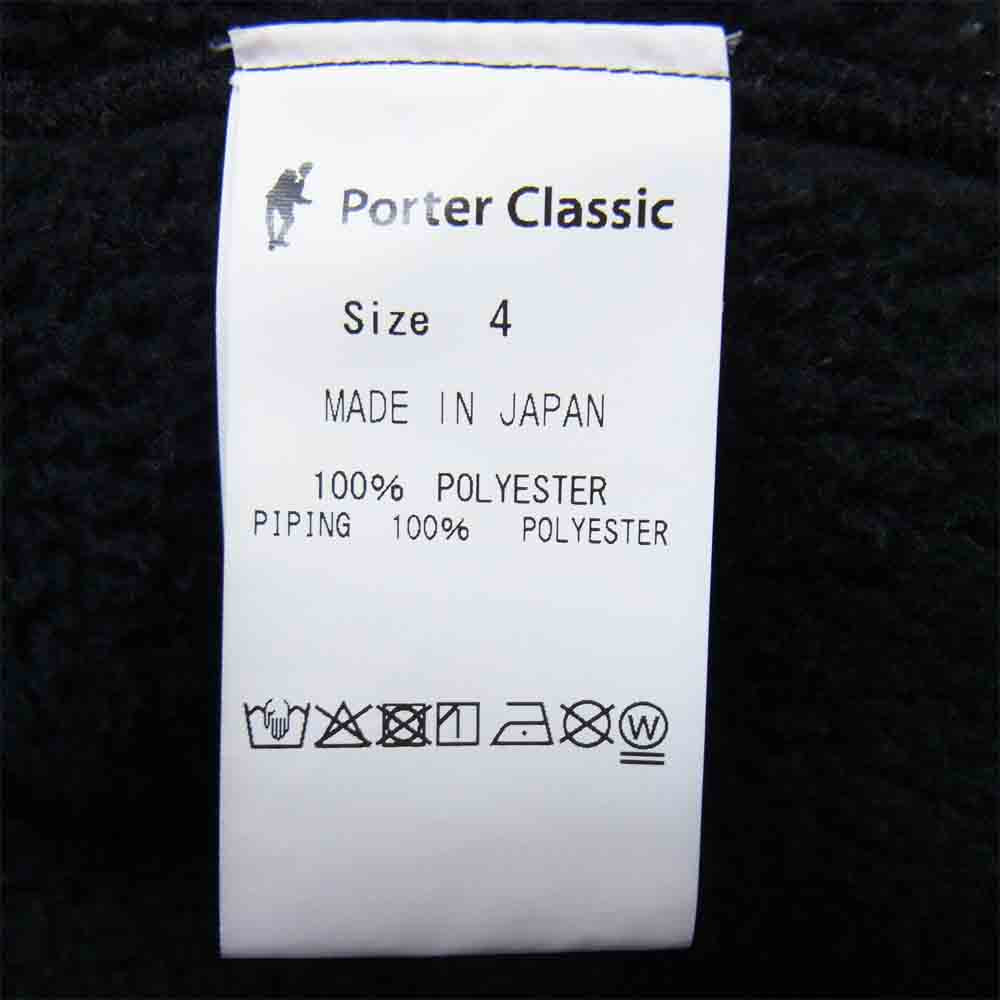 Porter Classic
Size 4
MADE IN JAPAN
100% POLYESTER
PIPING 100% POLYESTER
W